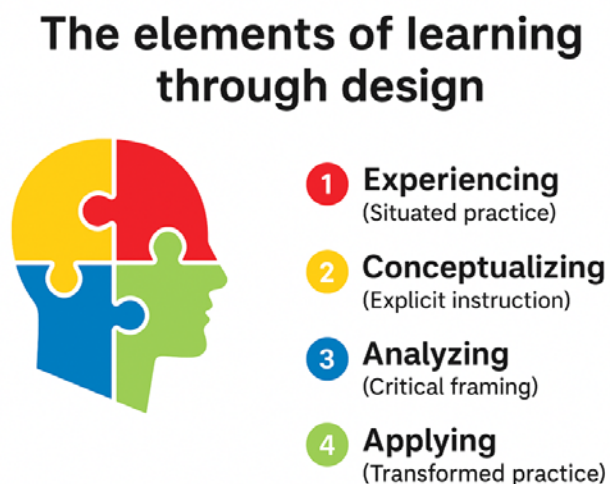 The elements of learning
through design
1 Experiencing
(Situated practice)
2 Conceptualizing
(Explicit instruction)
3 Analyzing
(Critical framing)
4 Applying
(Transformed practice)